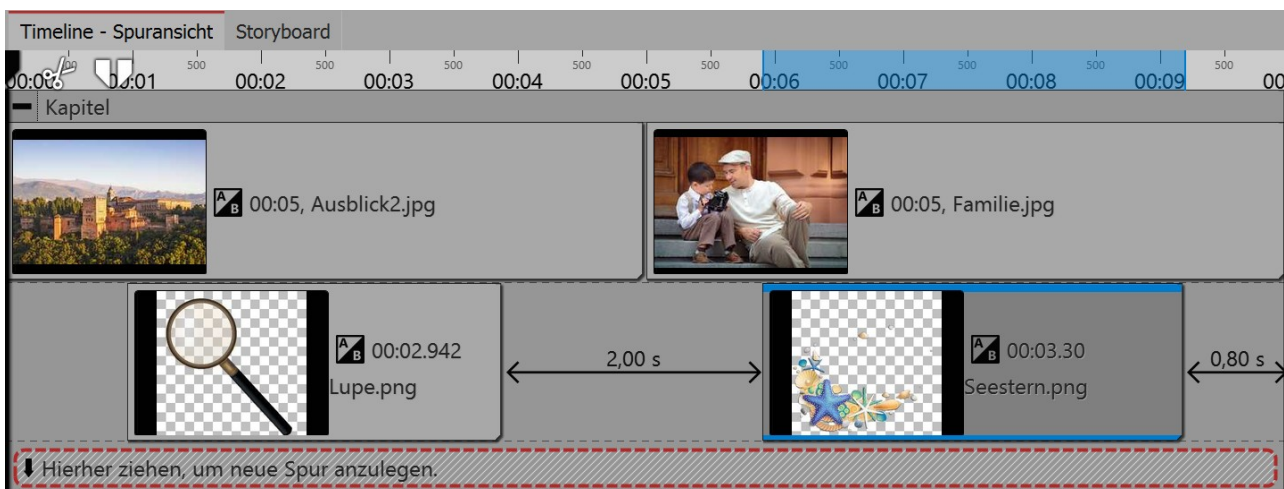 Timeline - Spuransicht Storyboard
500 500 500 500 500 500 500 500 500
00:01 00:02 00:03 00:04 00:05 00:06 00:07 00:08 00:09
Kapitel
A B 00:05, Ausblick2.jpg
A B 00:05, Familie.jpg
A B 00:02.942
Lupe.png
2,00 s
A B 00:03.30
Seestern.png
0,80 s
Hierher ziehen, um neue Spur anzulegen.